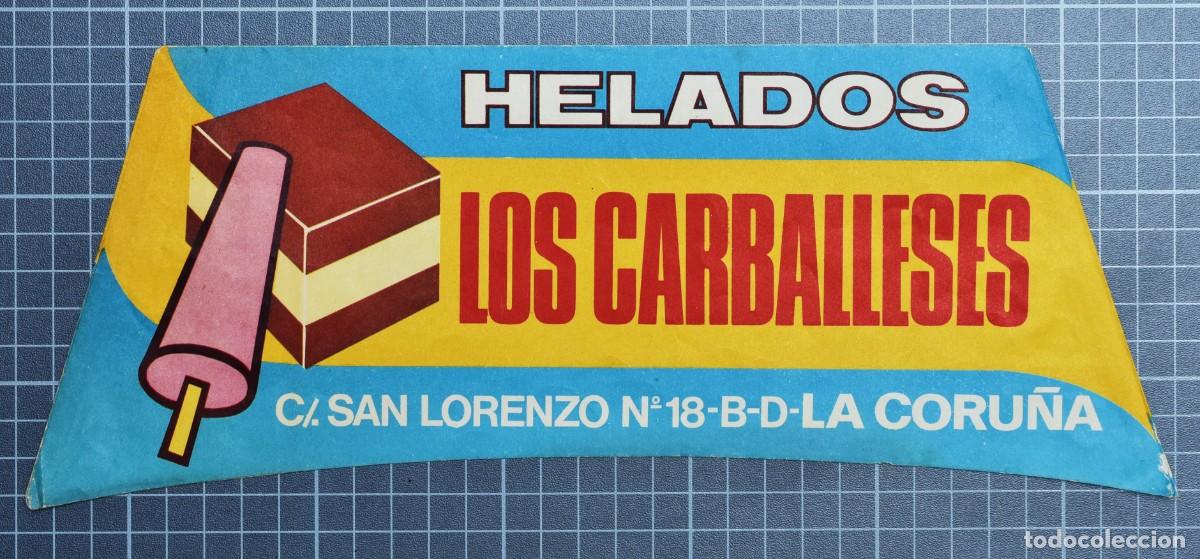 HELADOS
LOS CARBALLESES
C/. SAN LORENZO Nº 18-B-D-LA CORUÑA
todocoleccion